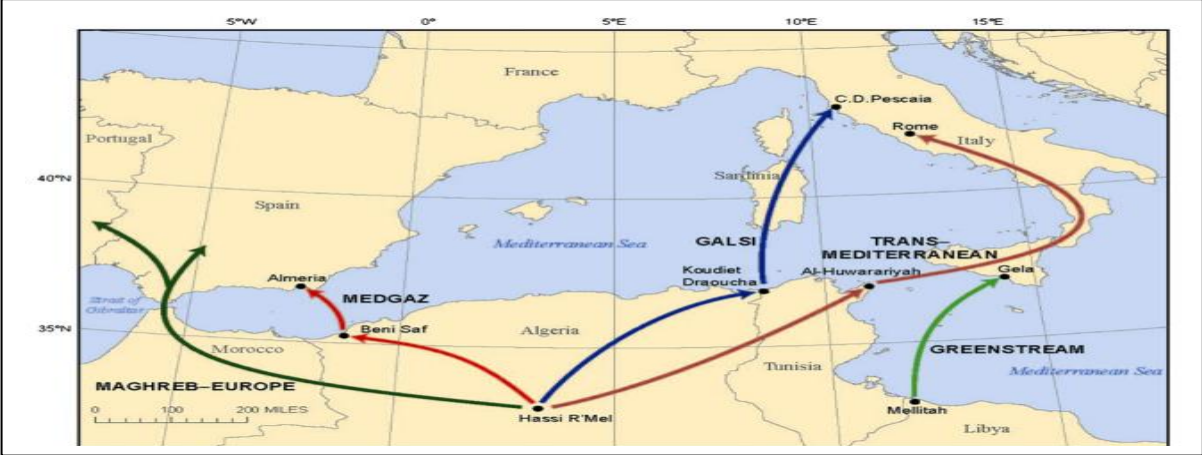 5°W
0°
5°E
10°E
15°E
France
C.D.Pescaia
Rome
Italy
Portugal
40°N
Sardinia
Spain
Mediterranean Sea
GALSI
TRANS–
MEDITERRANEAN
Koudiet
Draoucha
Al-Huwarariyah
Gela
Almeria
MEDGAZ
Strait of
Gibraltar
Beni Saf
Algeria
35°N
Morocco
GREENSTREAM
Tunisia
Mediterranean Sea
MAGHREB–EUROPE
0 100 200 MILES
Hassi R'Mel
Mellitah
Libya